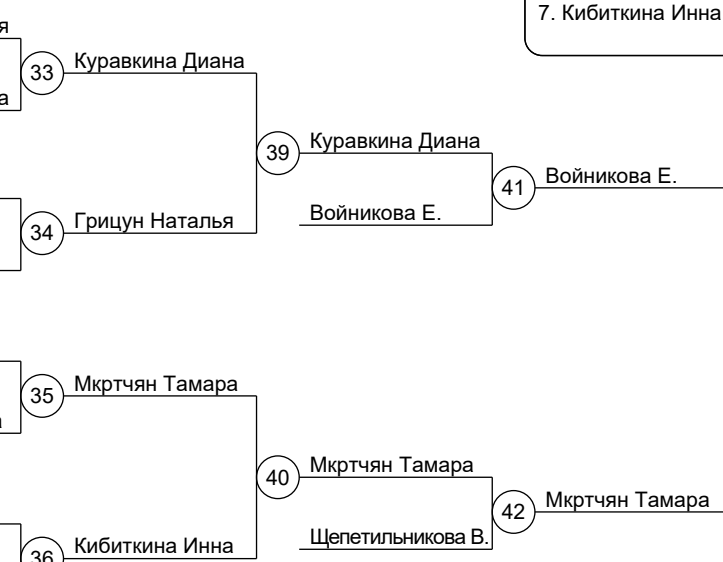 7. Кибиткина Инна
я
33 Куравкина Диана
а
39 Куравкина Диана
41 Войникова Е.
Войникова Е.
34 Грицун Наталья
35 Мкртчян Тамара
40 Мкртчян Тамара
42 Мкртчян Тамара
Щепетильникова В.
36 Кибиткина Инна